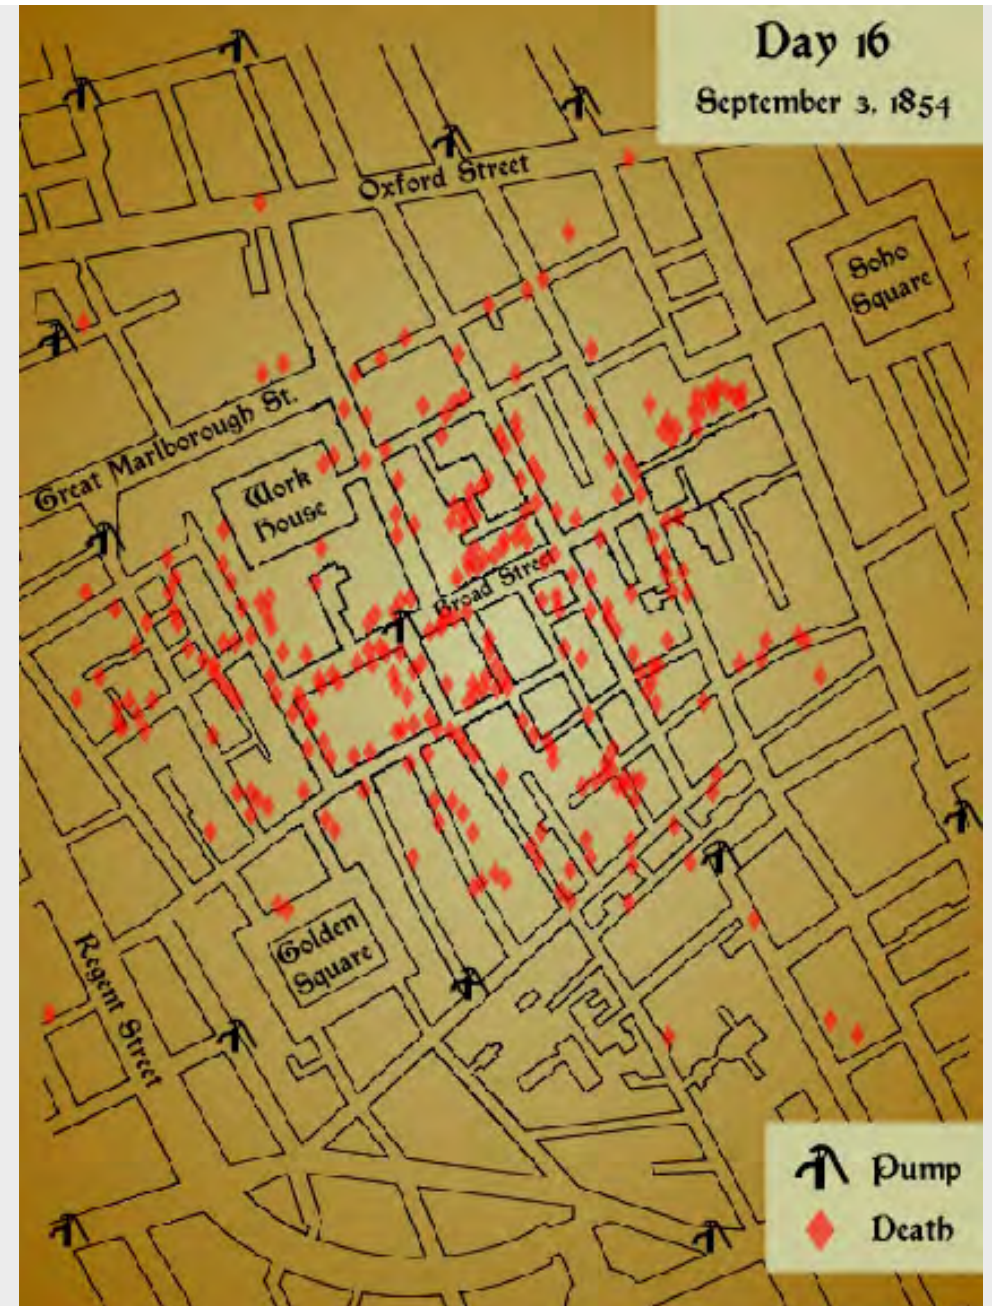 Day 16
September 3, 1854
Oxford Street
Soho
Square
Great Marlborough St.
Work
House
Broad Street
Golden
Square
Regent Street
Pump
Death